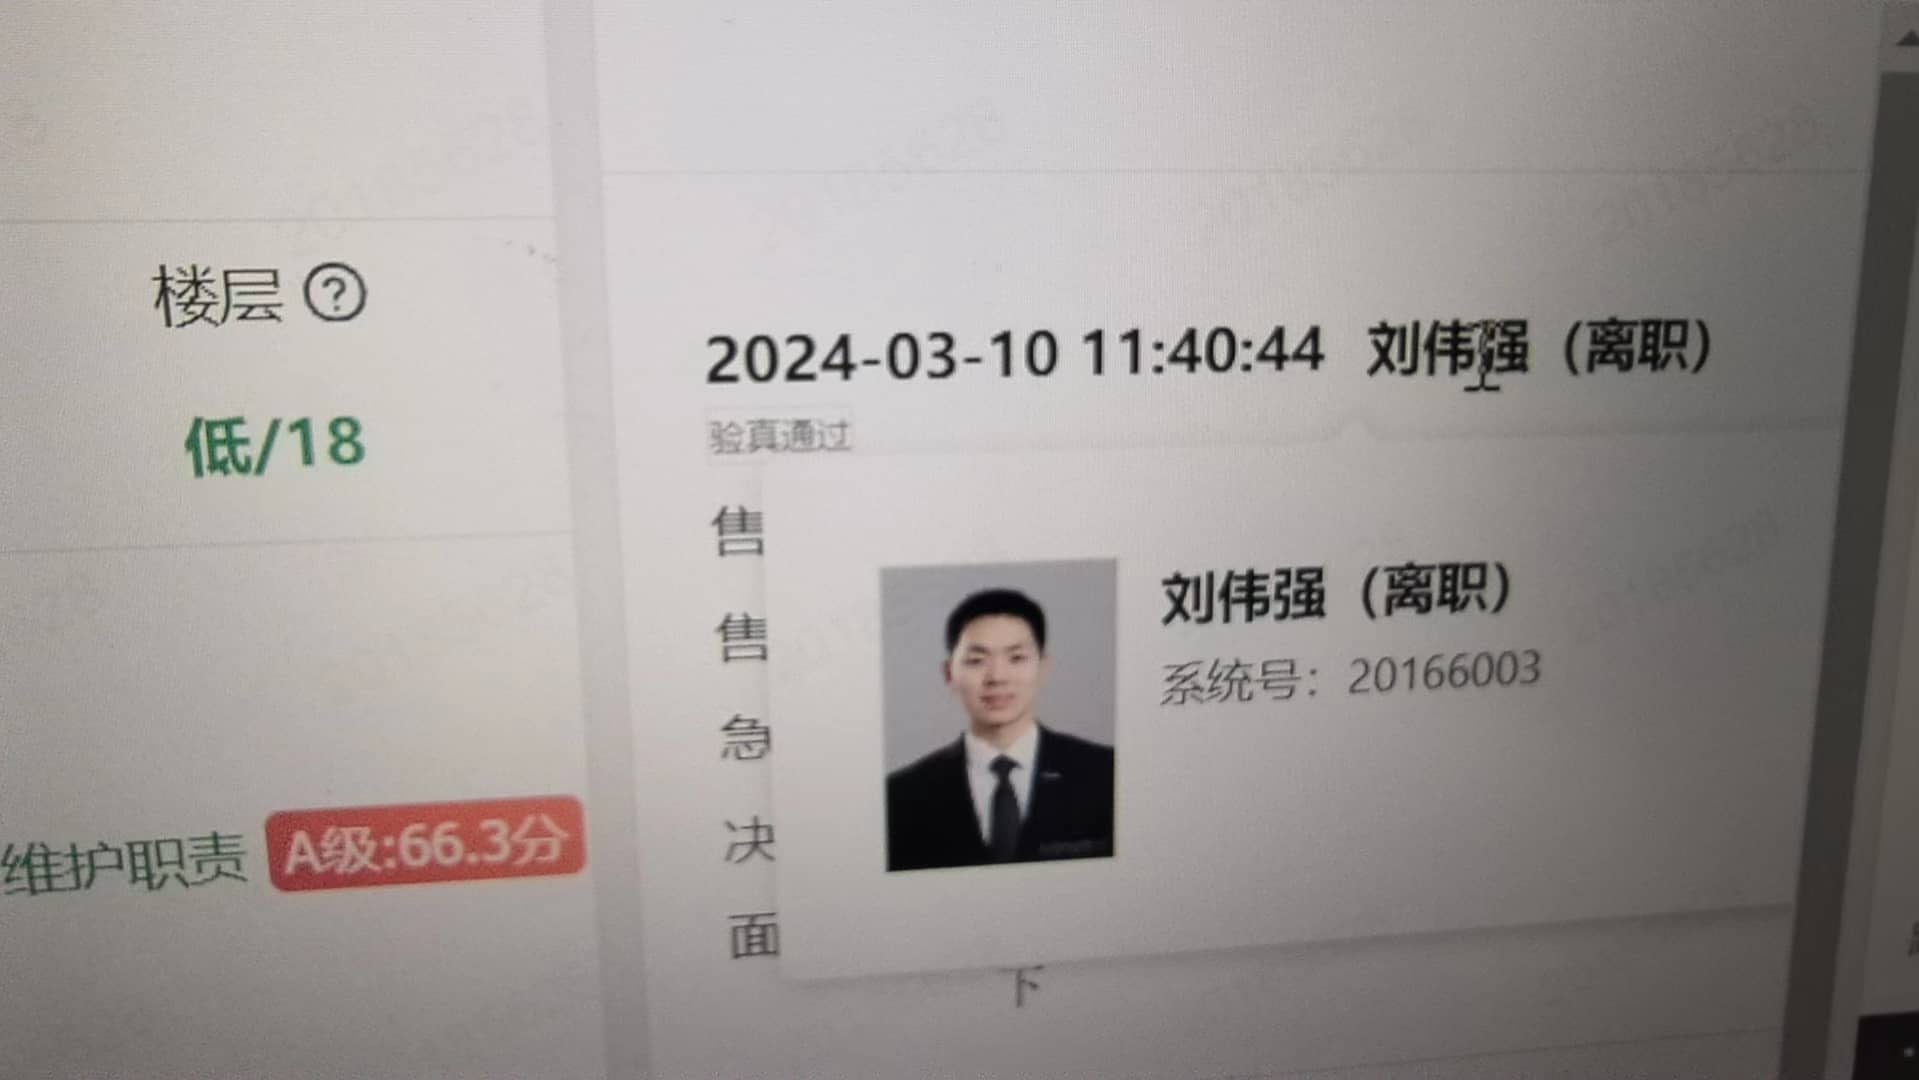 楼层 ?
低/18
维护职责 A级:66.3分
2024-03-10 11:40:44 刘伟强（离职）
验真通过
售
售
急
决
面
下
刘伟强（离职）
系统号：20166003